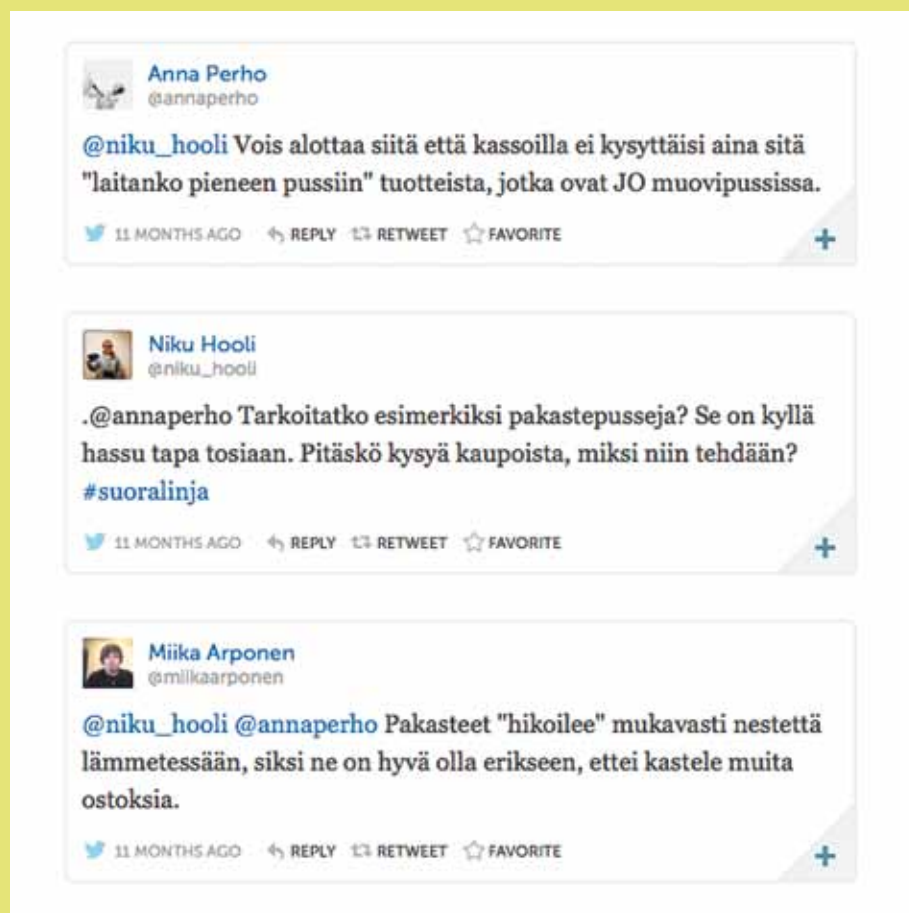 Anna Perho
@annaperho
@niku_hooli Vois alottaa siitä että kassoilla ei kysyttäisi aina sitä
"laitanko pieneen pussiin" tuotteista, jotka ovat JO muovipussissa.
11 MONTHS AGO REPLY RETWEET FAVORITE
Niku Hooli
@niku_hooli
.@annaperho Tarkoitatko esimerkiksi pakastepusseja? Se on kyllä
hassu tapa tosiaan. Pitäskö kysyä kaupoista, miksi niin tehdään?
#suoralinja
11 MONTHS AGO REPLY RETWEET FAVORITE
Miika Arponen
@miikaarponen
@niku_hooli @annaperho Pakasteet "hikoilee" mukavasti nestettä
lämmetessään, siksi ne on hyvä olla erikseen, ettei kastele muita
ostoksia.
11 MONTHS AGO REPLY RETWEET FAVORITE